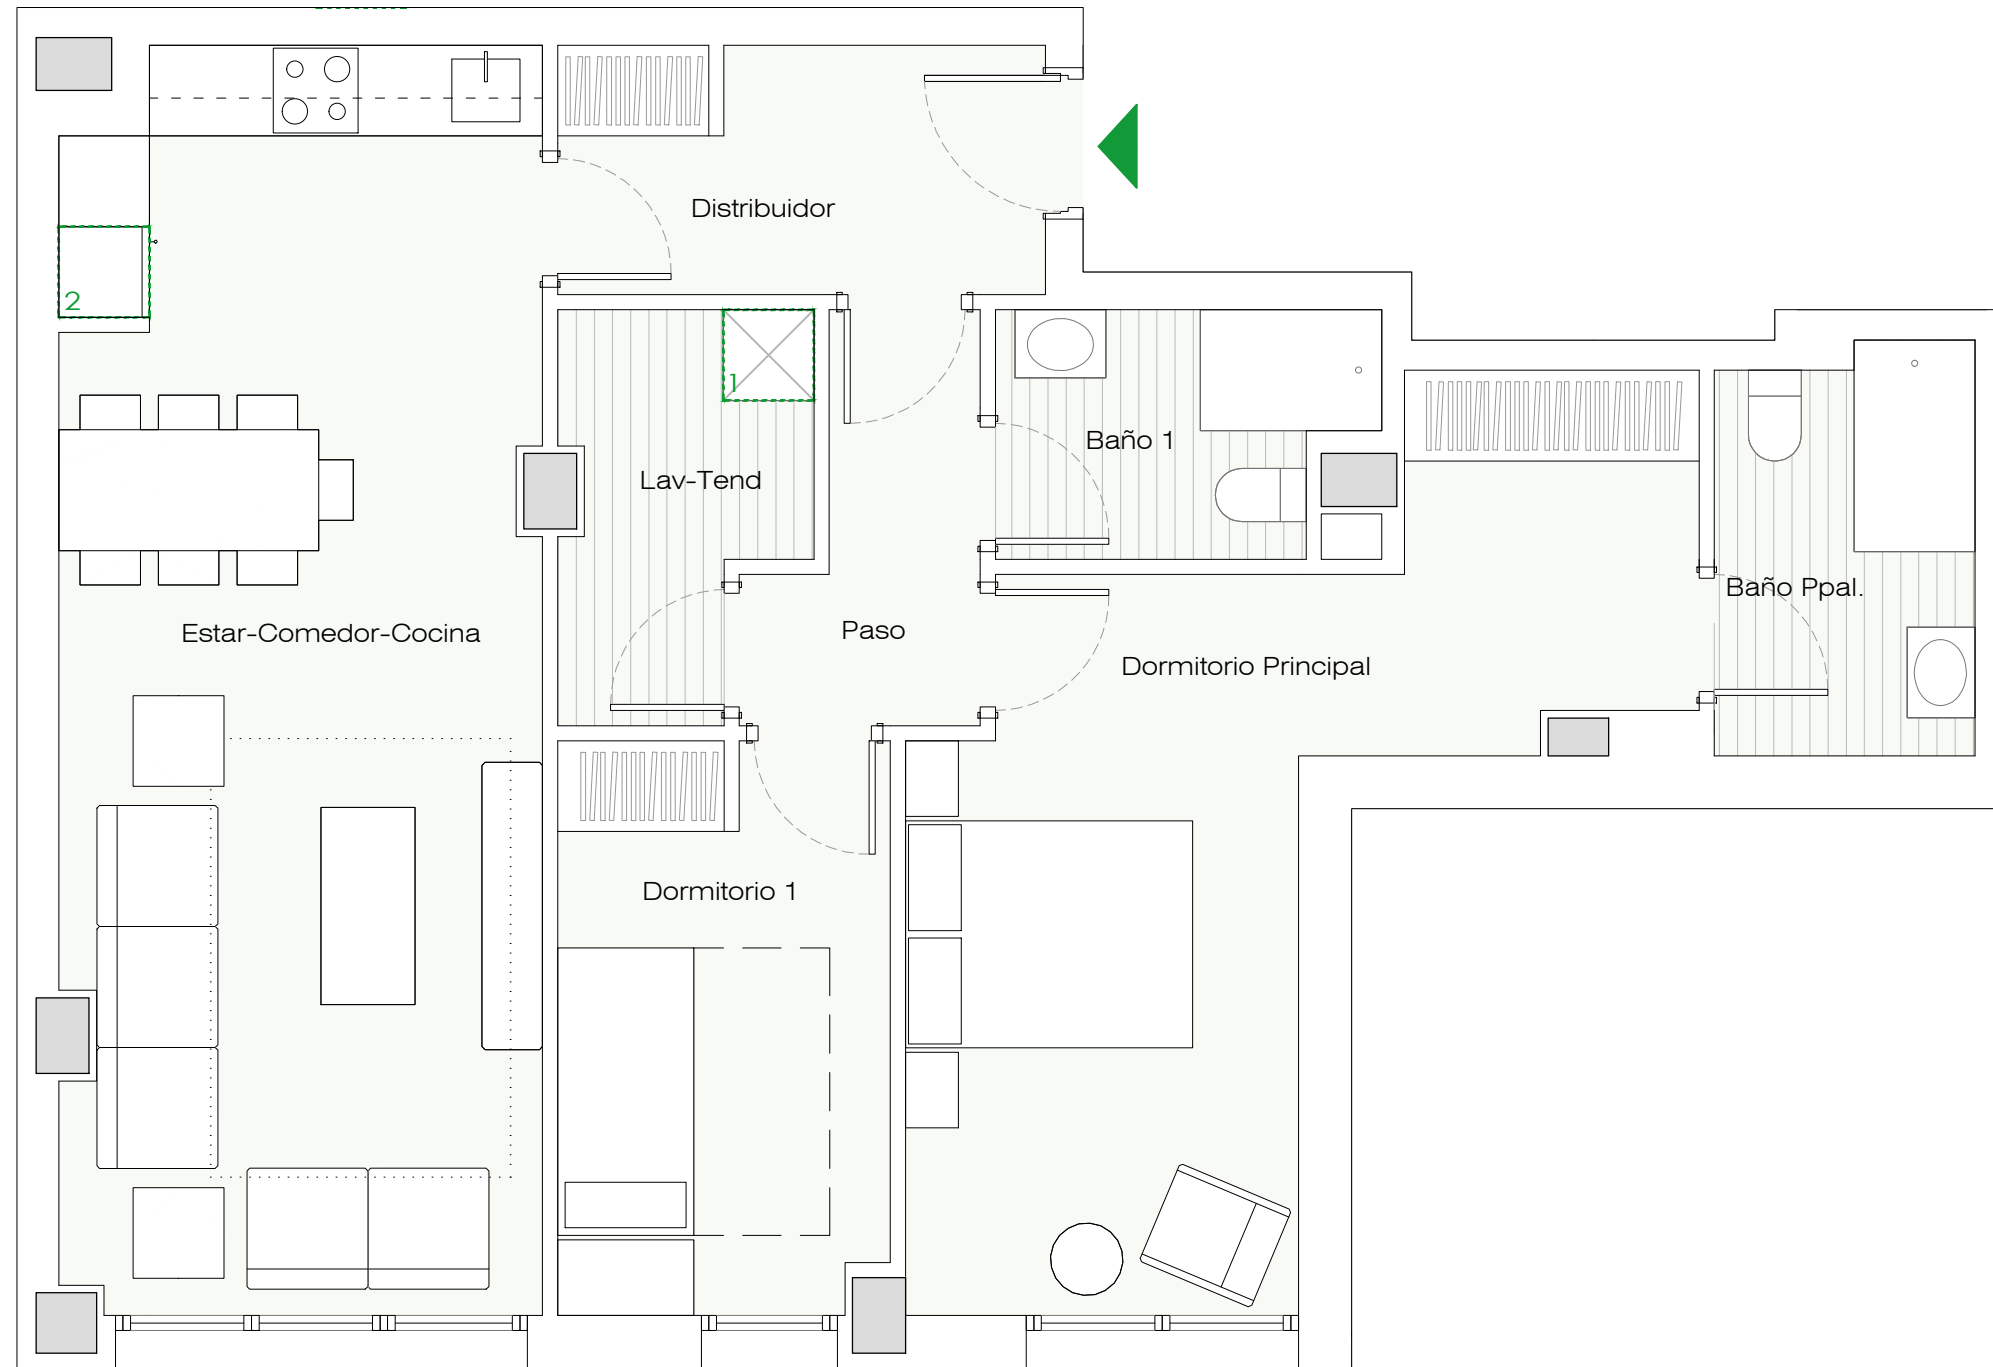 Distribuidor
2
1
Baño 1
Lav-Tend
Baño Ppal.
Estar-Comedor-Cocina
Paso
Dormitorio Principal
Dormitorio 1